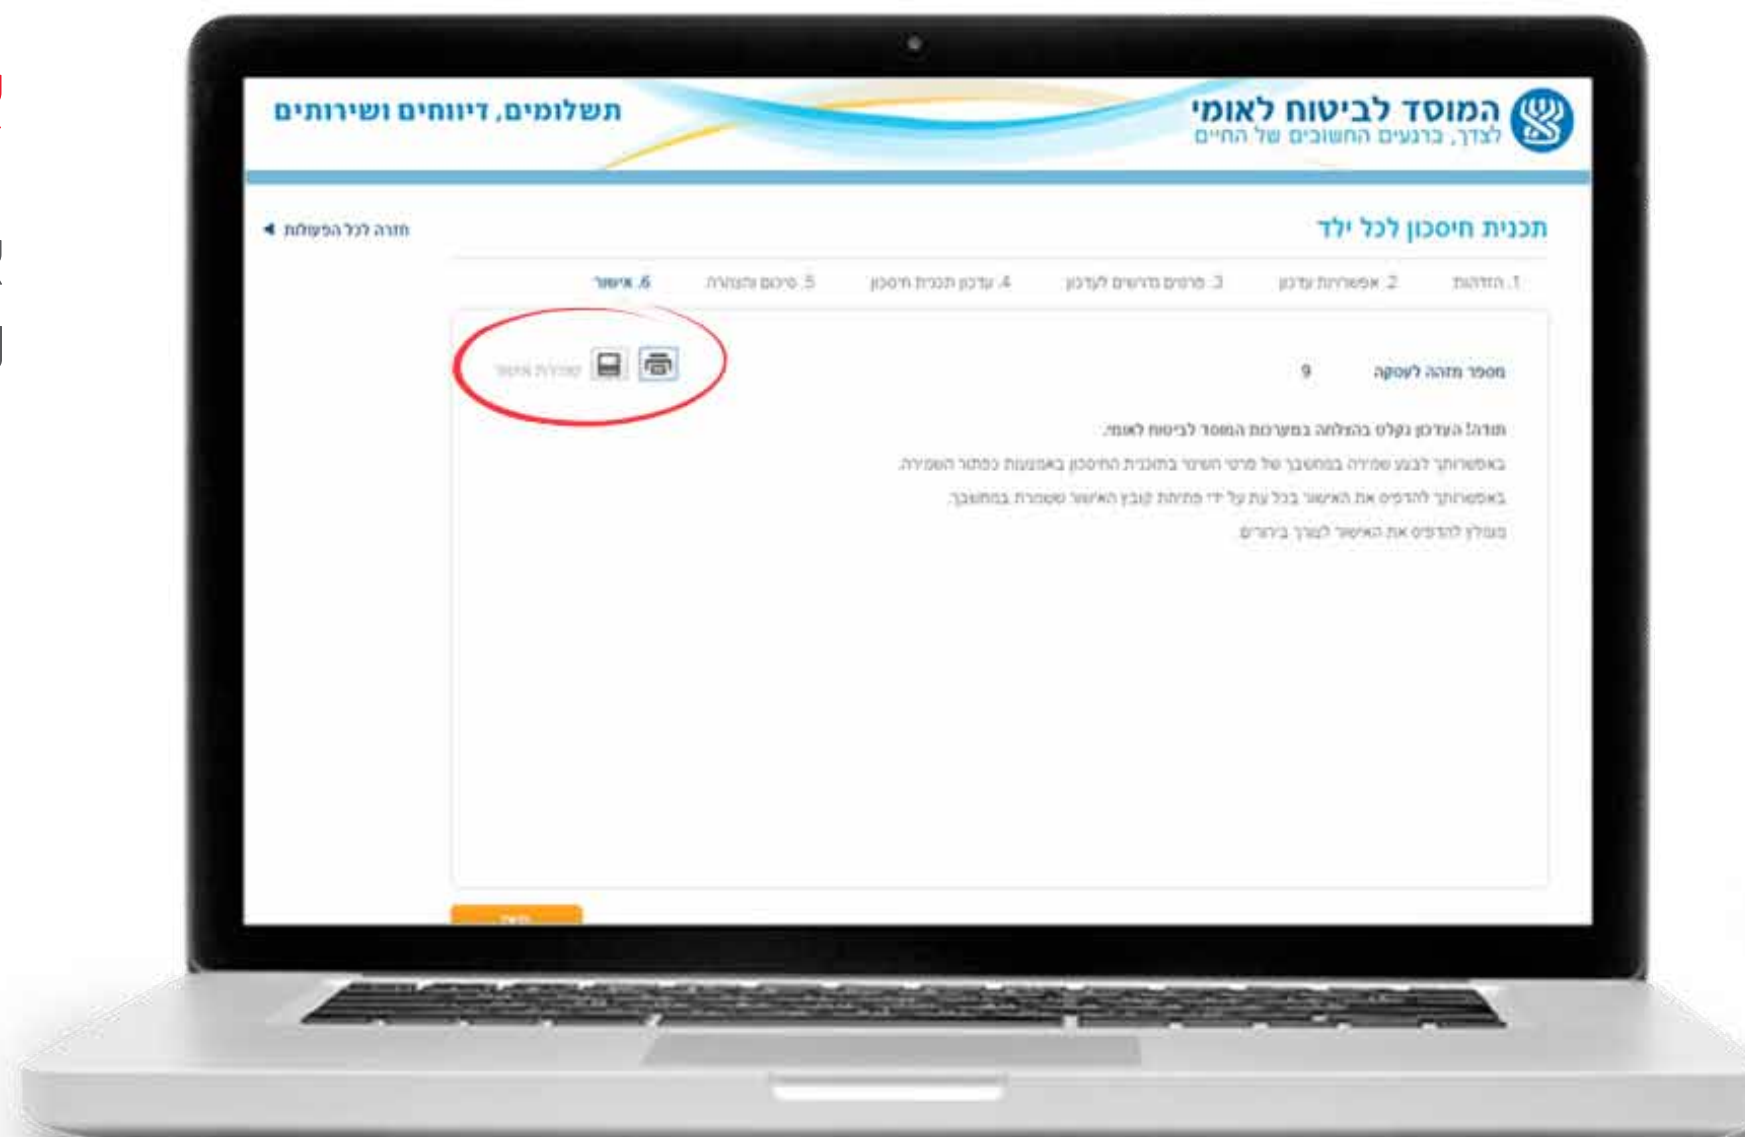 המוסד לביטוח לאומי
לצדך, ברגעים החשובים של החיים
תשלומים, דיווחים ושירותים
תכנית חיסכון לכל ילד
חזרה לכל הפעולות
1. הזדהות
2. אפשרויות עדכון
3. פרטים נדרשים לעדכון
4. עדכון תכנית חיסכון
5. סיכום והצהרה
6. אישור
מספר מזהה לעסקה 9
שמירת אישור
תודה! העדכון נקלט בהצלחה במערכות המוסד לביטוח לאומי.
באפשרותך לבצע שמירה במחשבך של פרטי השינוי בתוכנית החיסכון באמצעות כפתור השמירה.
באפשרותך להדפיס את האישור בכל עת על ידי פתיחת קובץ האישור ששמרת במחשבך.
מומלץ להדפיס את האישור לצורך בירורים.